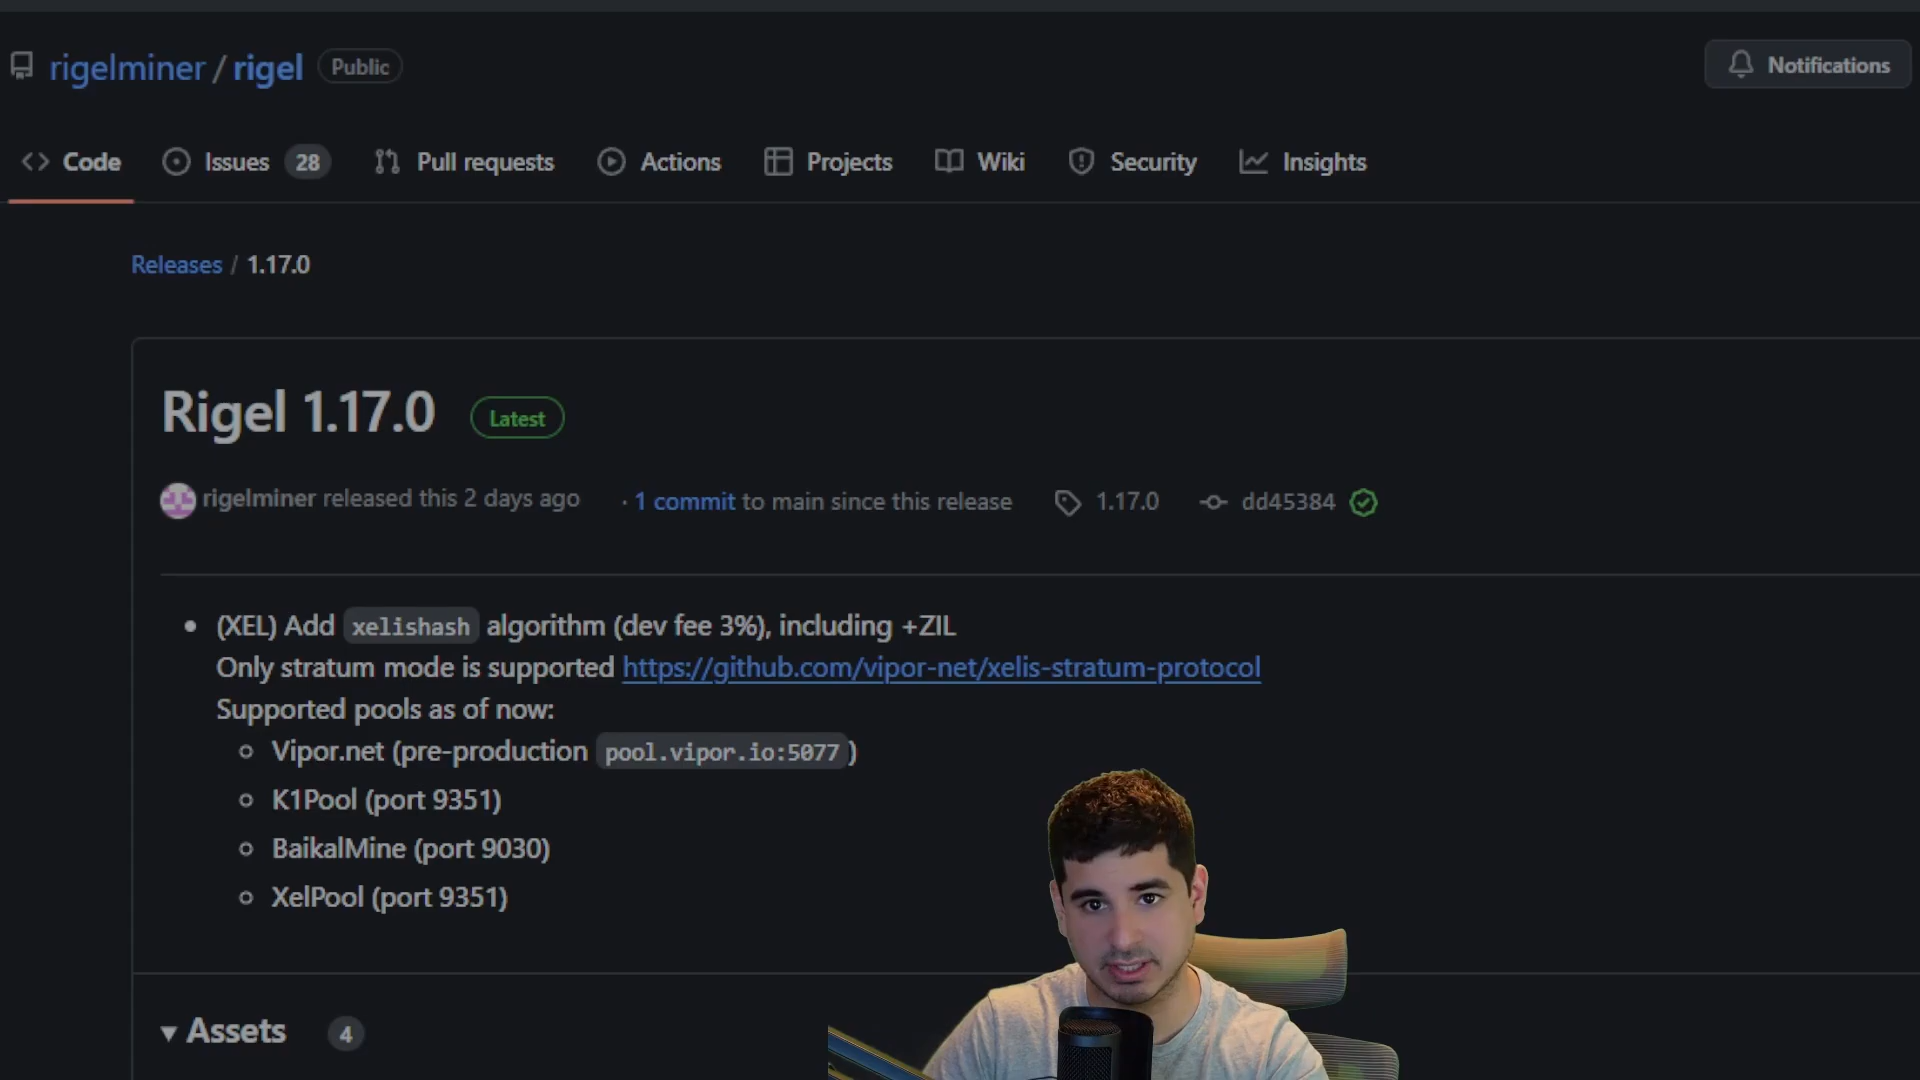 rigelminer / rigel Public
Notifications
Code Issues 28 Pull requests Actions Projects Wiki Security Insights
Releases / 1.17.0
Rigel 1.17.0 Latest
rigelminer released this 2 days ago · 1 commit to main since this release 1.17.0 dd45384
(XEL) Add xelishash algorithm (dev fee 3%), including +ZIL
Only stratum mode is supported https://github.com/vipor-net/xelis-stratum-protocol
Supported pools as of now:
Vipor.net (pre-production pool.vipor.io:5077)
K1Pool (port 9351)
BaikalMine (port 9030)
XelPool (port 9351)
Assets 4